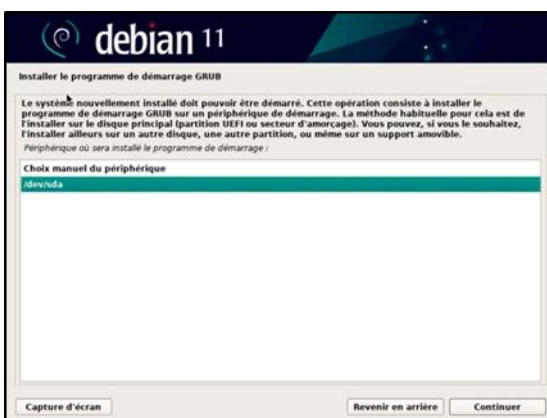 debian 11
Installer le programme de démarrage GRUB
Le système nouvellement installé doit pouvoir être démarré. Cette opération consiste à installer le
programme de démarrage GRUB sur un périphérique de démarrage. La méthode habituelle pour cela est de
l'installer sur le disque principal (partition UEFI ou secteur d'amorçage). Vous pouvez, si vous le souhaitez,
l'installer ailleurs sur un autre disque, une autre partition, ou même sur un support amovible.
Périphérique où sera installé le programme de démarrage :
Choix manuel du périphérique
/dev/sda
Capture d'écran
Revenir en arrière
Continuer